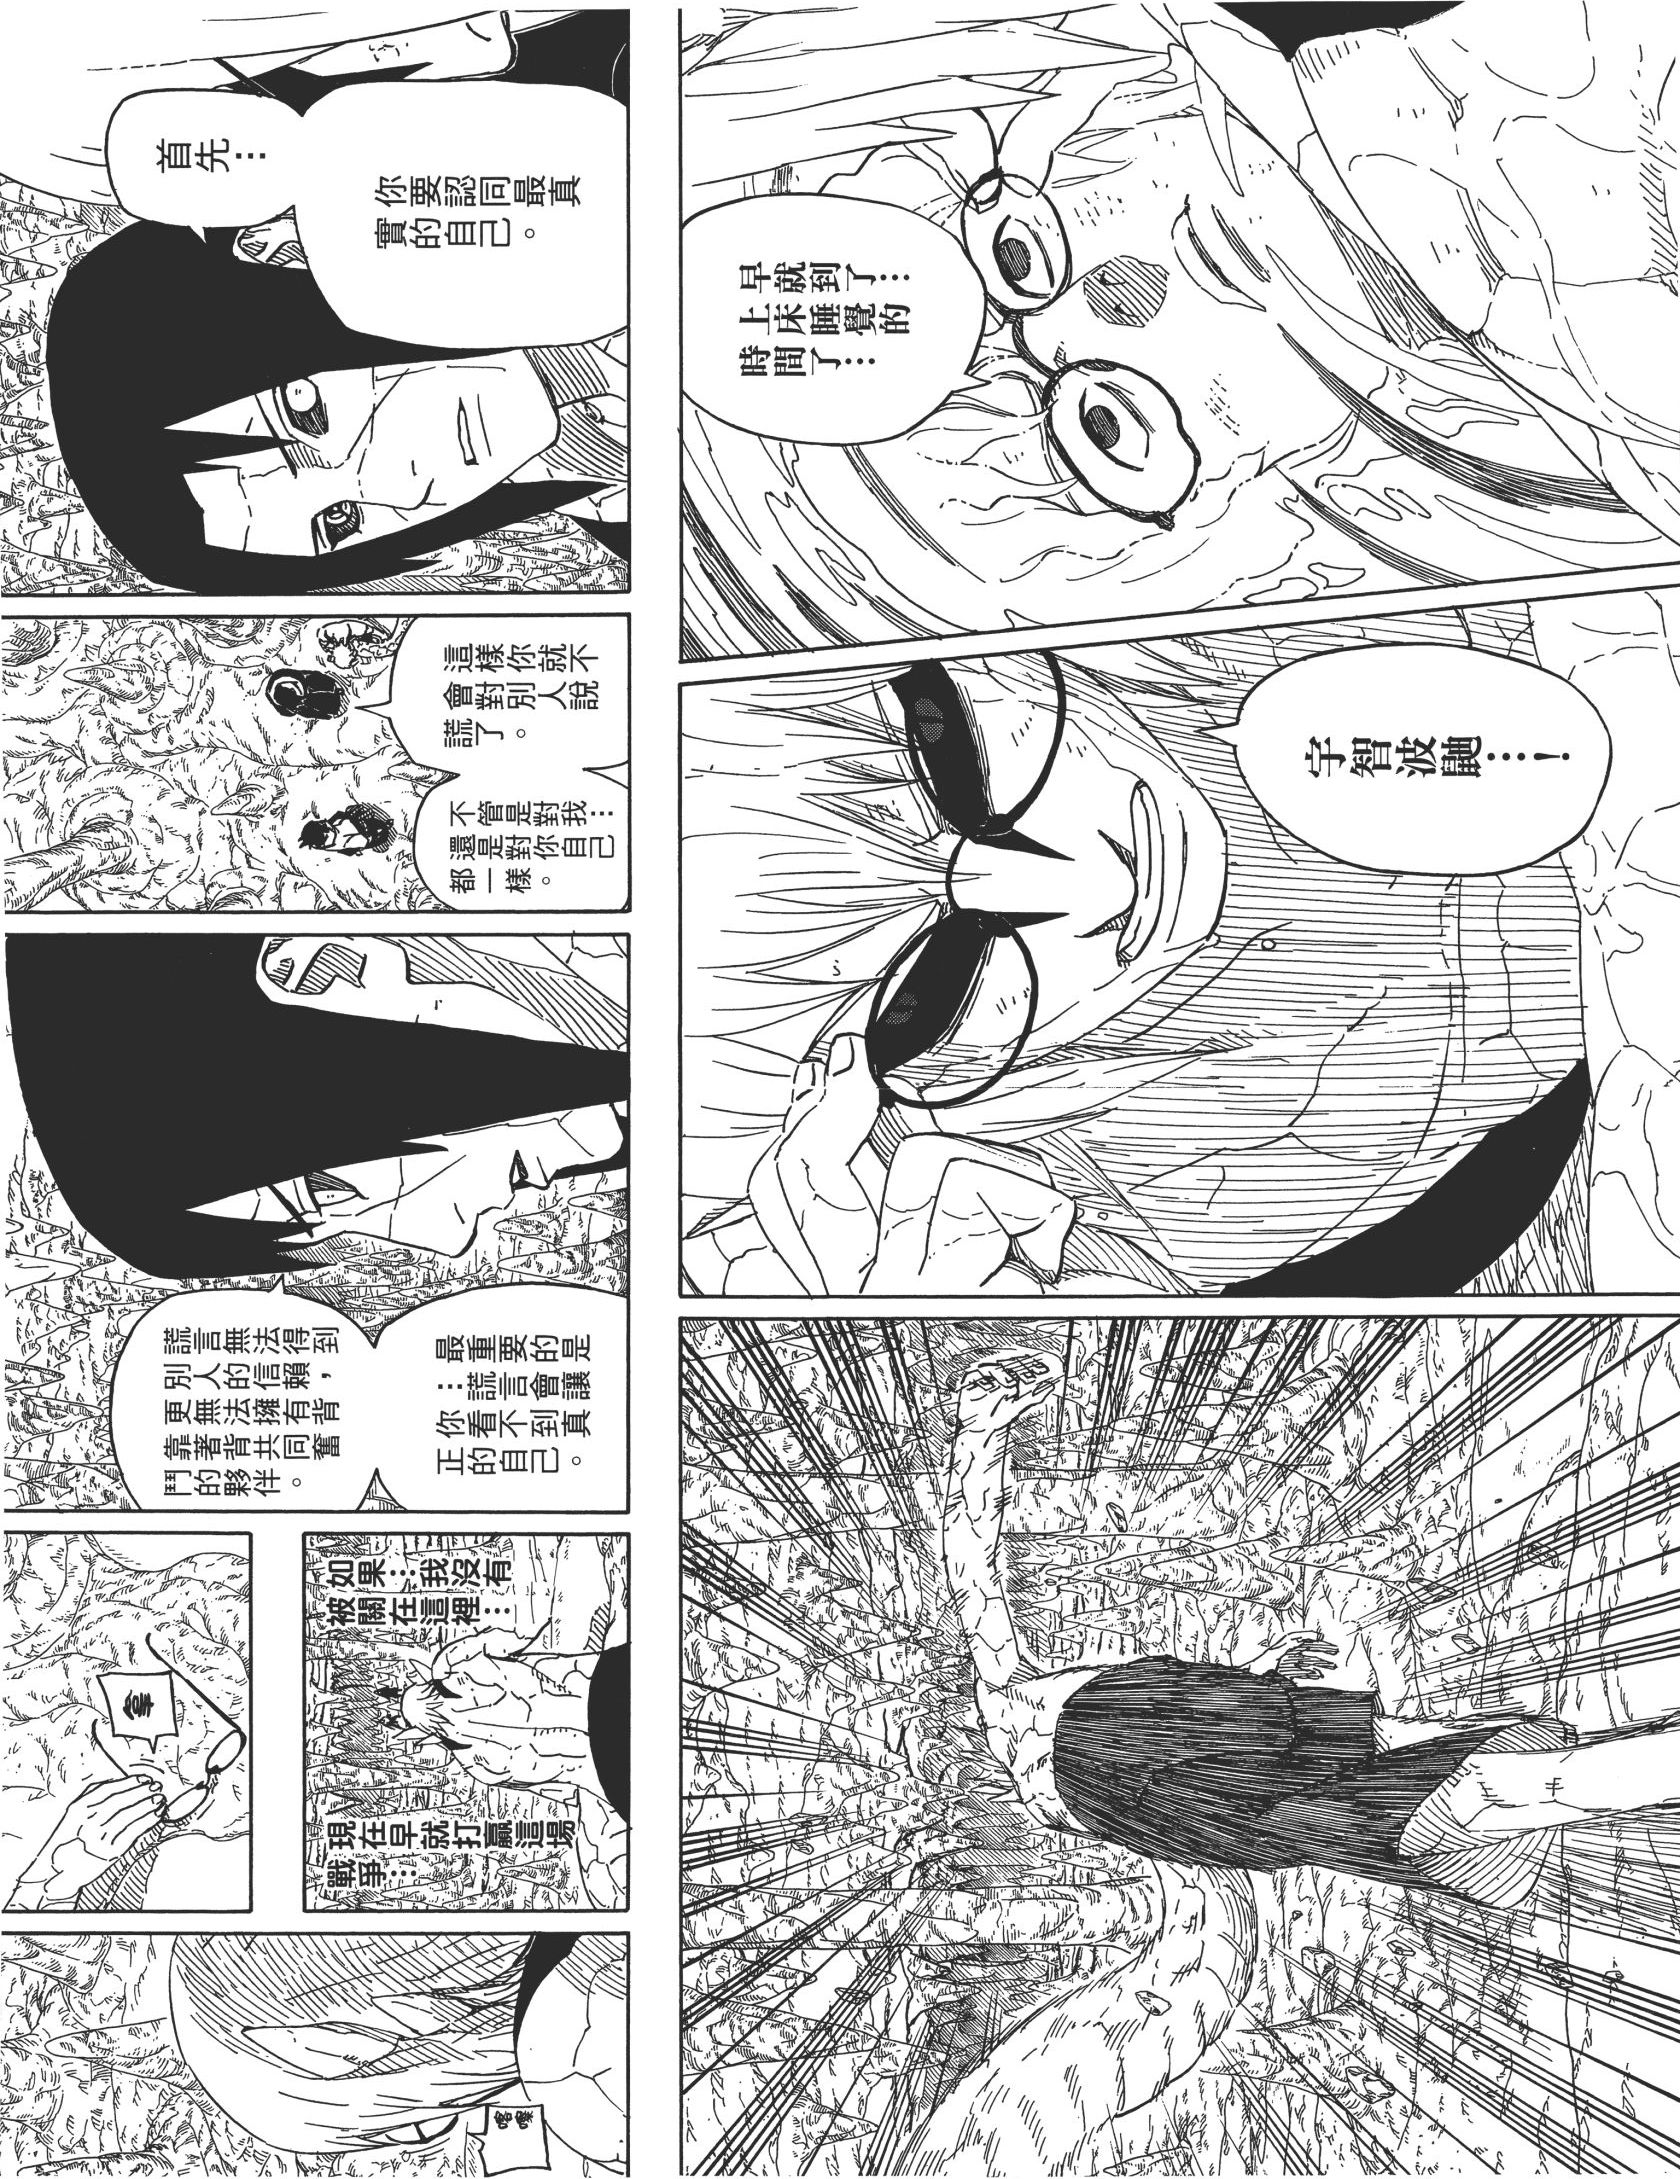 首先…
你要認同最真
實的自己。
這樣你就不
會對別人說
謊了。
不管是對我…
還是對你自己
都一樣。
謊言無法得到
別人的信賴，
更無法擁有背
靠著背共同奮
鬥的夥伴。
最重要的是
…謊言會讓
你看不到真
正的自己。
拿
如果…我沒有
被關在這裡…
現在早就打贏這場
戰爭…
喀嚓
早就到了…
上床睡覺的
時間了…
宇智波鼬…！